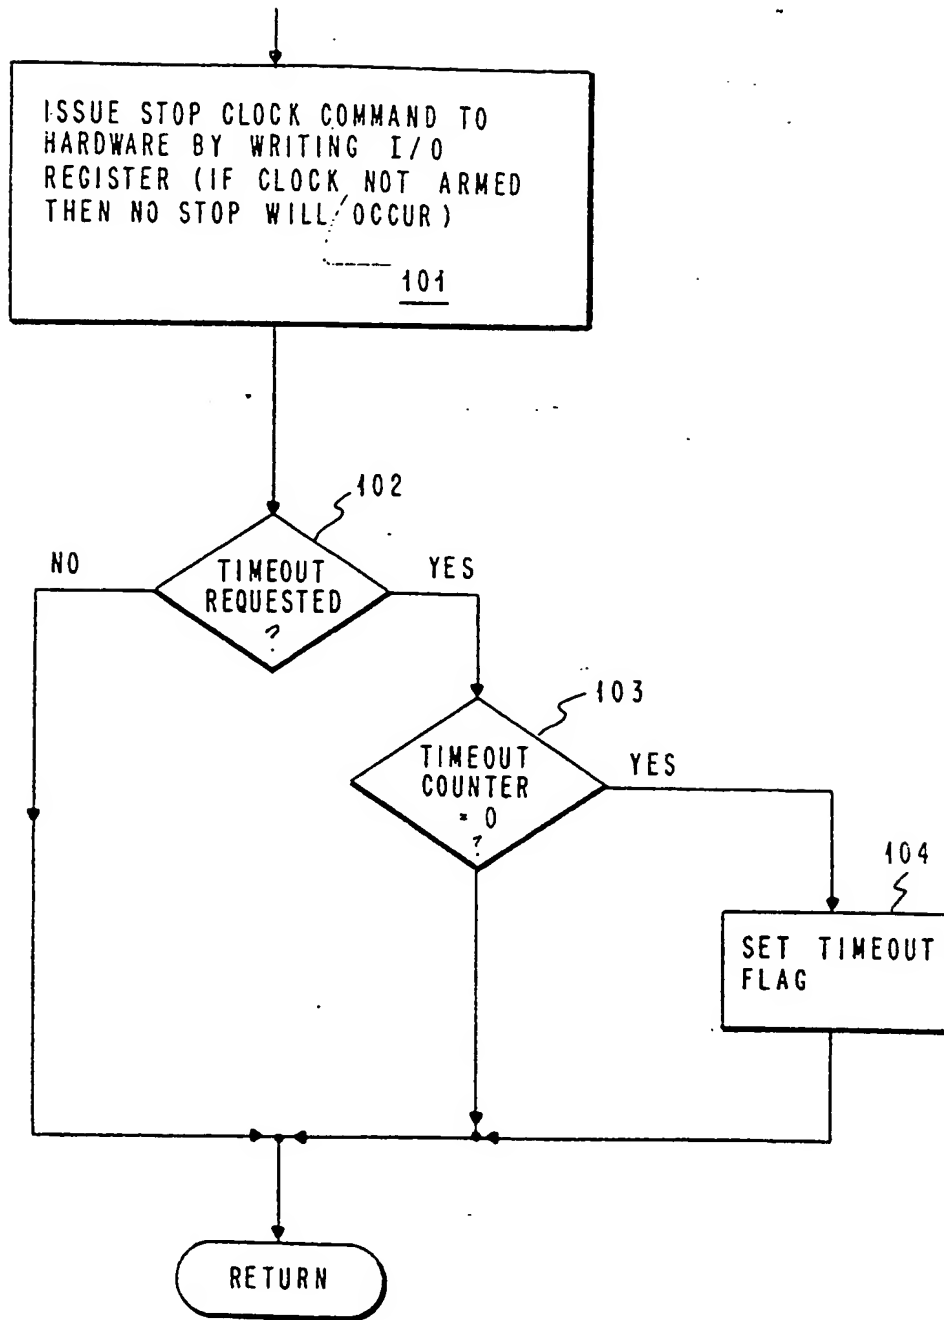 ISSUE STOP CLOCK COMMAND TO
HARDWARE BY WRITING I/O
REGISTER (IF CLOCK NOT ARMED
THEN NO STOP WILL OCCUR)
101
102
NO
TIMEOUT
REQUESTED
?
YES
103
TIMEOUT
COUNTER
= 0
?
YES
104
SET TIMEOUT
FLAG
RETURN